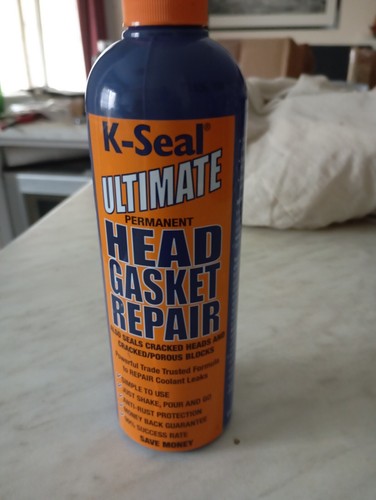 K-Seal®
ULTIMATE
PERMANENT
HEAD
GASKET
REPAIR
ALSO SEALS CRACKED HEADS AND
CRACKED/POROUS BLOCKS
Powerful Trade Trusted Formula
to REPAIR Coolant Leaks
SIMPLE TO USE
JUST SHAKE, POUR AND GO
ANTI-RUST PROTECTION
MONEY BACK GUARANTEE
SUCCESS RATE
SAVE MONEY